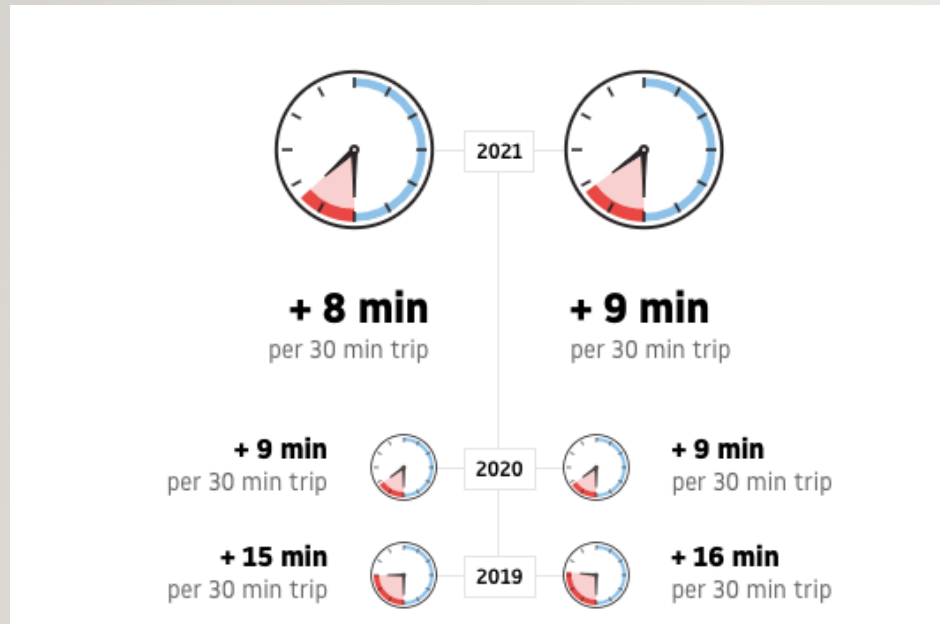 2021
+ 8 min
per 30 min trip
+ 9 min
per 30 min trip
+ 9 min
per 30 min trip
2020
+ 9 min
per 30 min trip
+ 15 min
per 30 min trip
2019
+ 16 min
per 30 min trip